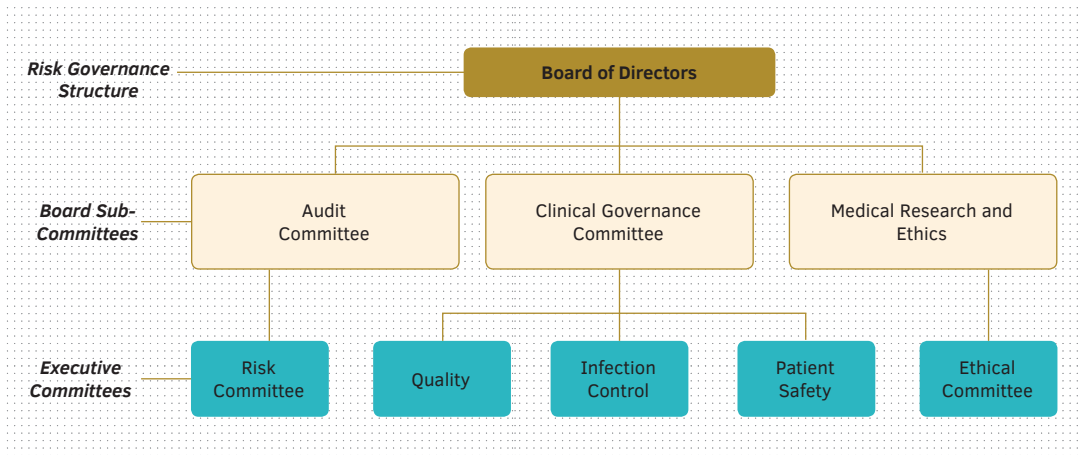 Risk Governance
Structure
Board of Directors
Board Sub-
Committees
Audit
Committee
Clinical Governance
Committee
Medical Research and
Ethics
Executive
Committees
Risk
Committee
Quality
Infection
Control
Patient
Safety
Ethical
Committee